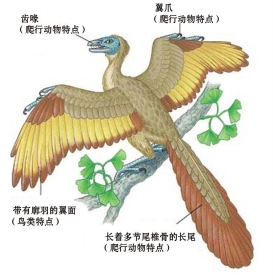 齿喙
（爬行动物特点）
翼爪
（爬行动物特点）
带有廓羽的翼面
（鸟类特点）
长着多节尾椎骨的长尾
（爬行动物特点）